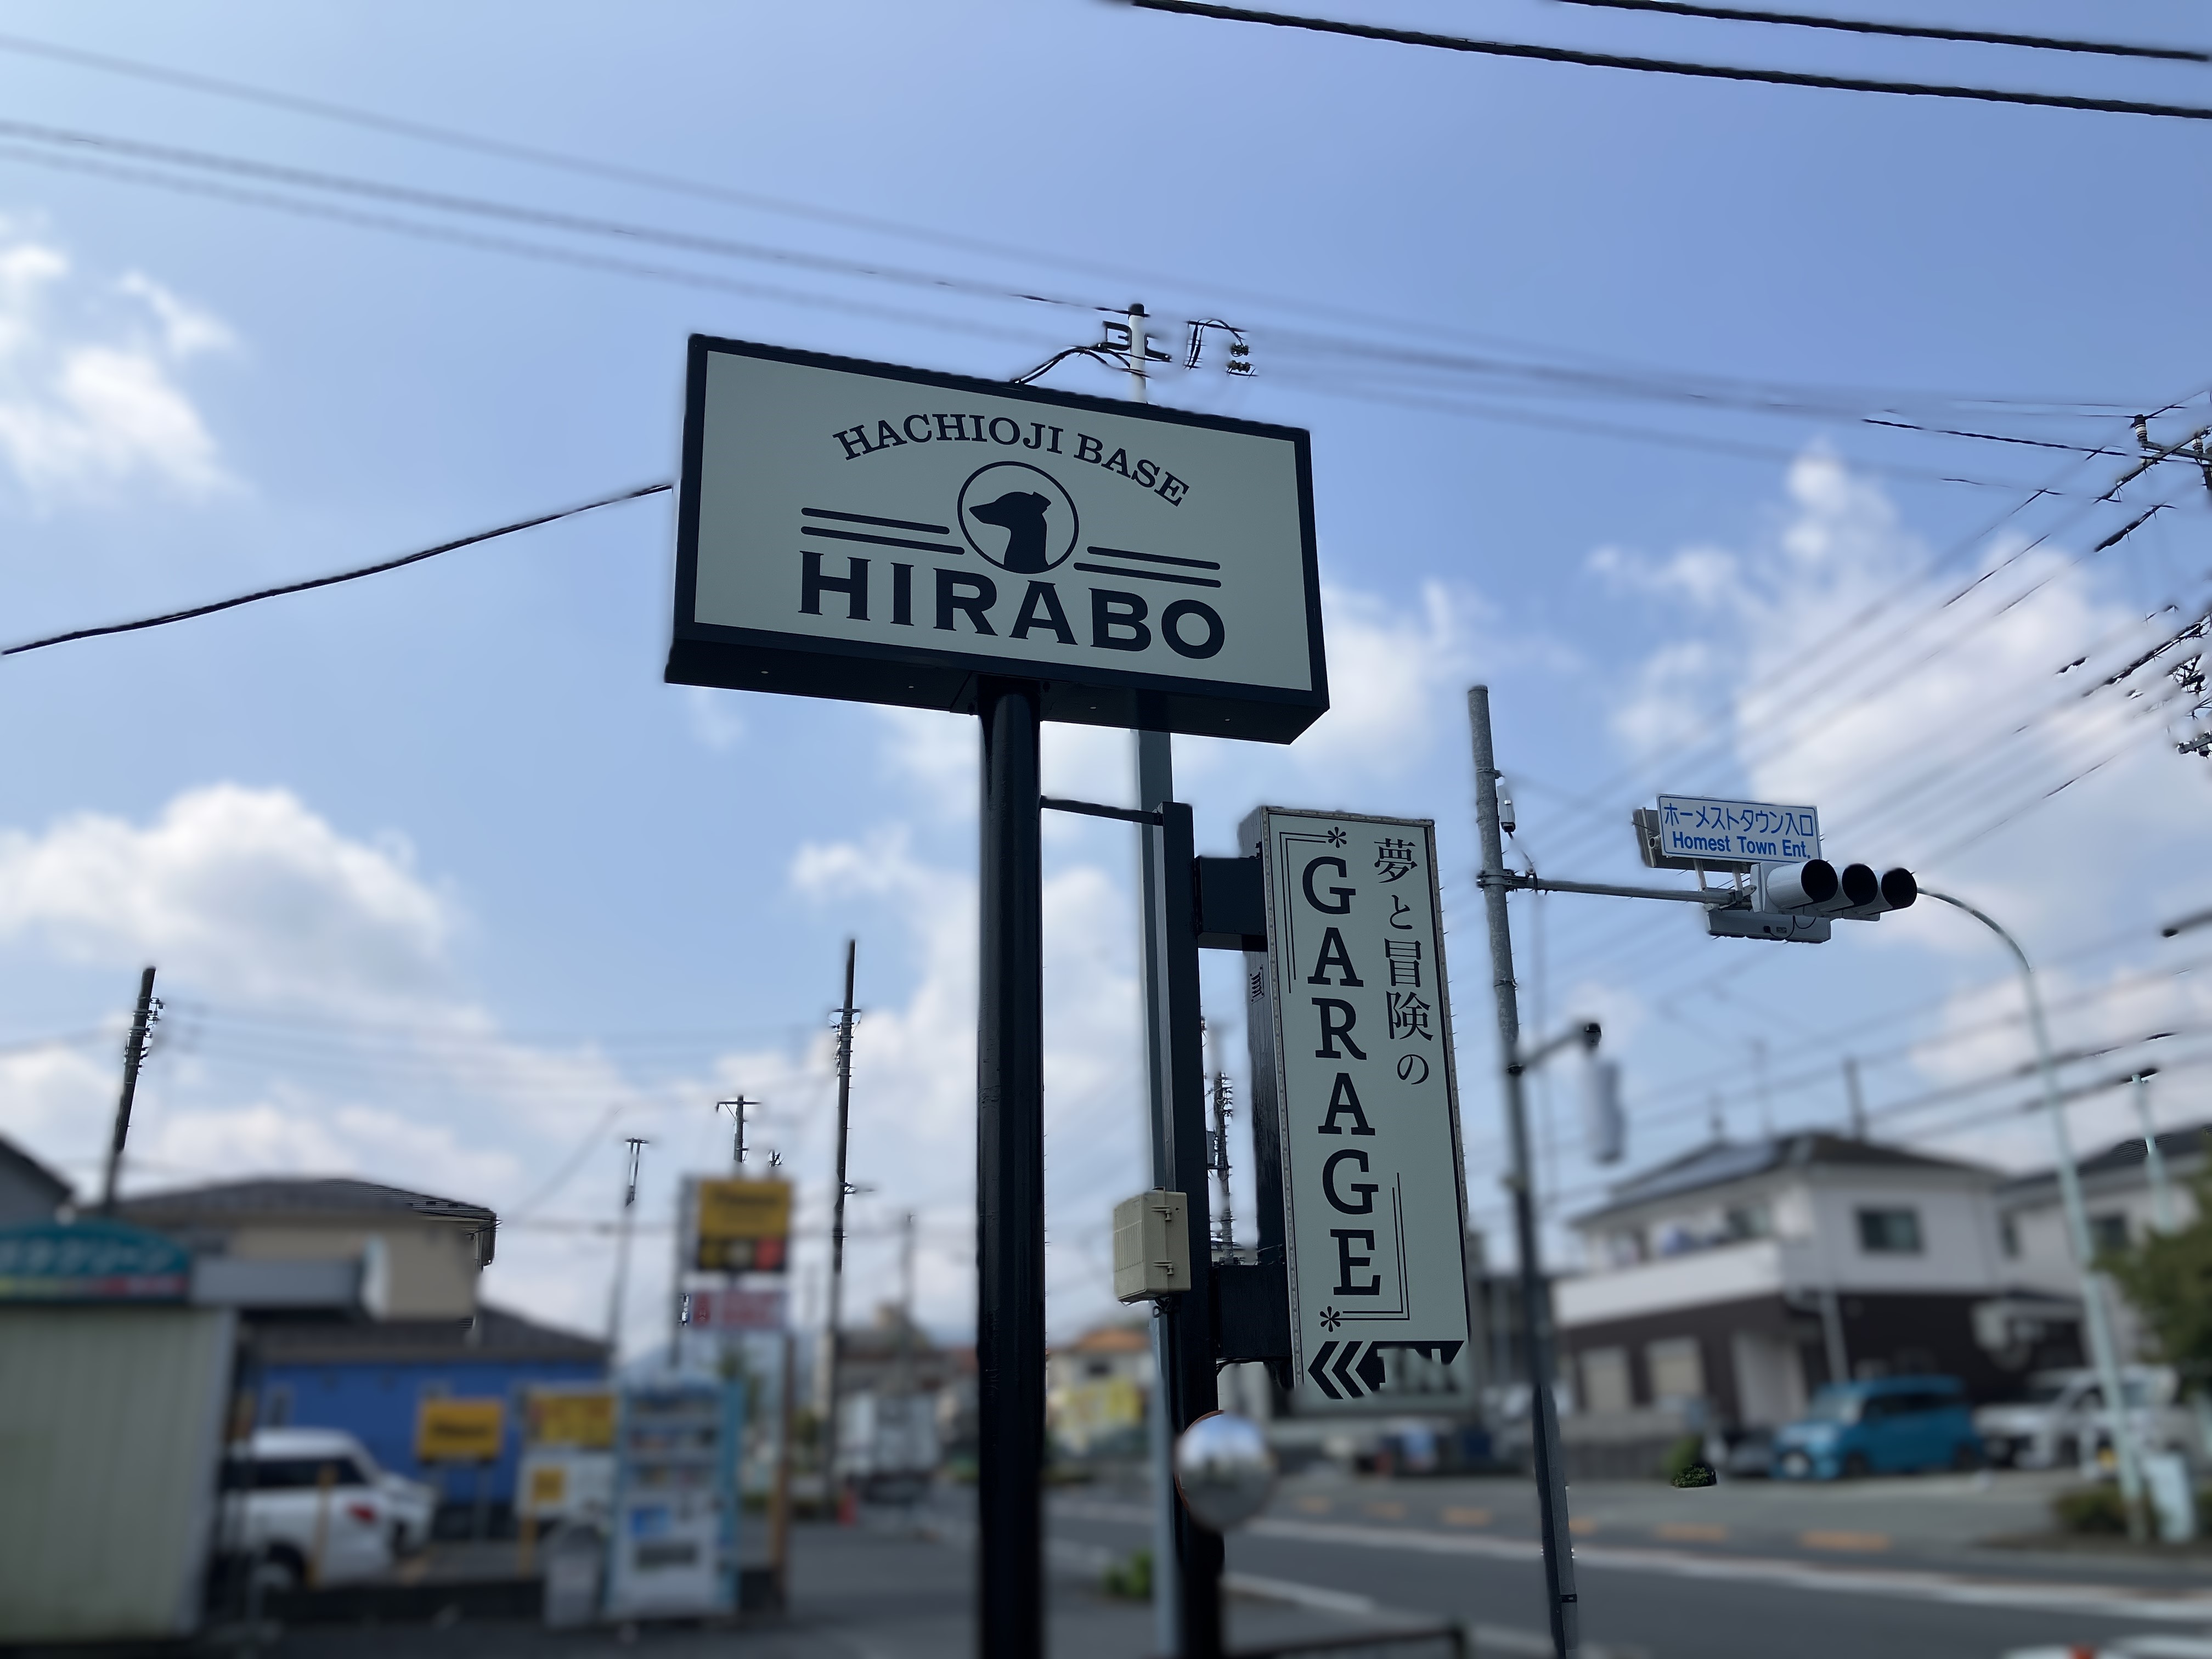 HACHIOJI BASE
HIRABO
夢と冒険の
GARAGE
ホーメストタウン入口
Homest Town Ent.